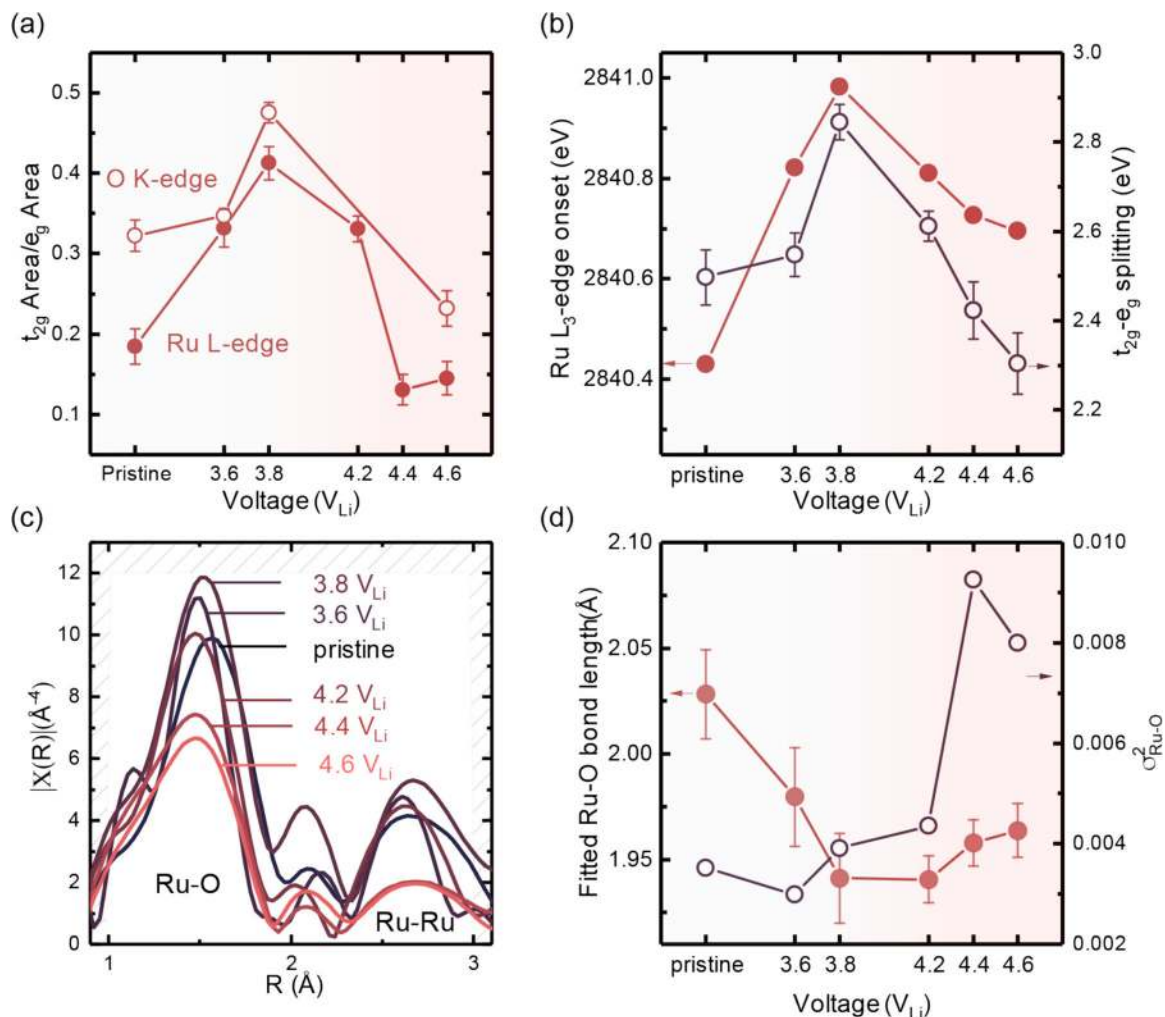 (a)
t2g Area/eg Area
0.5
0.4
0.3
0.2
0.1
O K-edge
Ru L-edge
Pristine 3.6 3.8 4.2 4.4 4.6
Voltage (VLi)
(b)
Ru L3-edge onset (eV)
2841.0
2840.8
2840.6
2840.4
3.0
2.8
2.6
2.4
2.2
t2g-eg splitting (eV)
pristine 3.6 3.8 4.2 4.4 4.6
Voltage (VLi)
(c)
|X(R)|(Å-4)
12
10
8
6
4
2
0
3.8 VLi
3.6 VLi
pristine
4.2 VLi
4.4 VLi
4.6 VLi
Ru-O
Ru-Ru
1 2 3
R (Å)
(d)
Fitted Ru-O bond length(Å)
2.10
2.05
2.00
1.95
0.010
0.008
0.006
0.004
0.002
σ2Ru-O
pristine 3.6 3.8 4.2 4.4 4.6
Voltage (VLi)